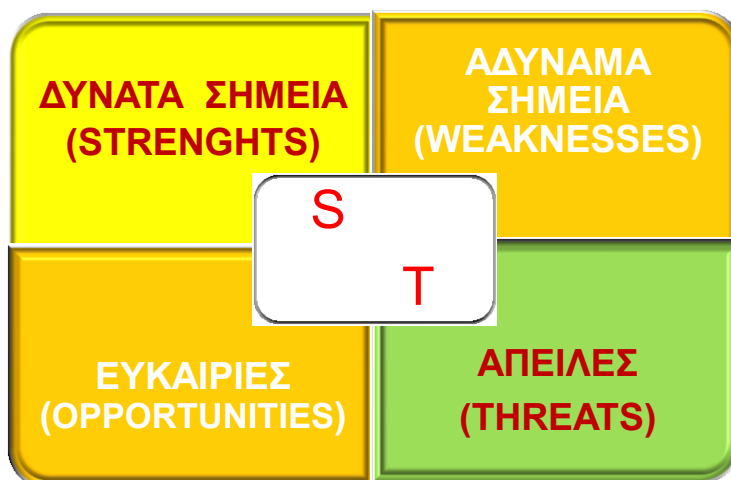 ΔΥΝΑΤΑ ΣΗΜΕΙΑ
(STRENGHTS)
ΑΔΥΝΑΜΑ
ΣΗΜΕΙΑ
(WEAKNESSES)
S
T
ΕΥΚΑΙΡΙΕΣ
(OPPORTUNITIES)
ΑΠΕΙΛΕΣ
(THREATS)